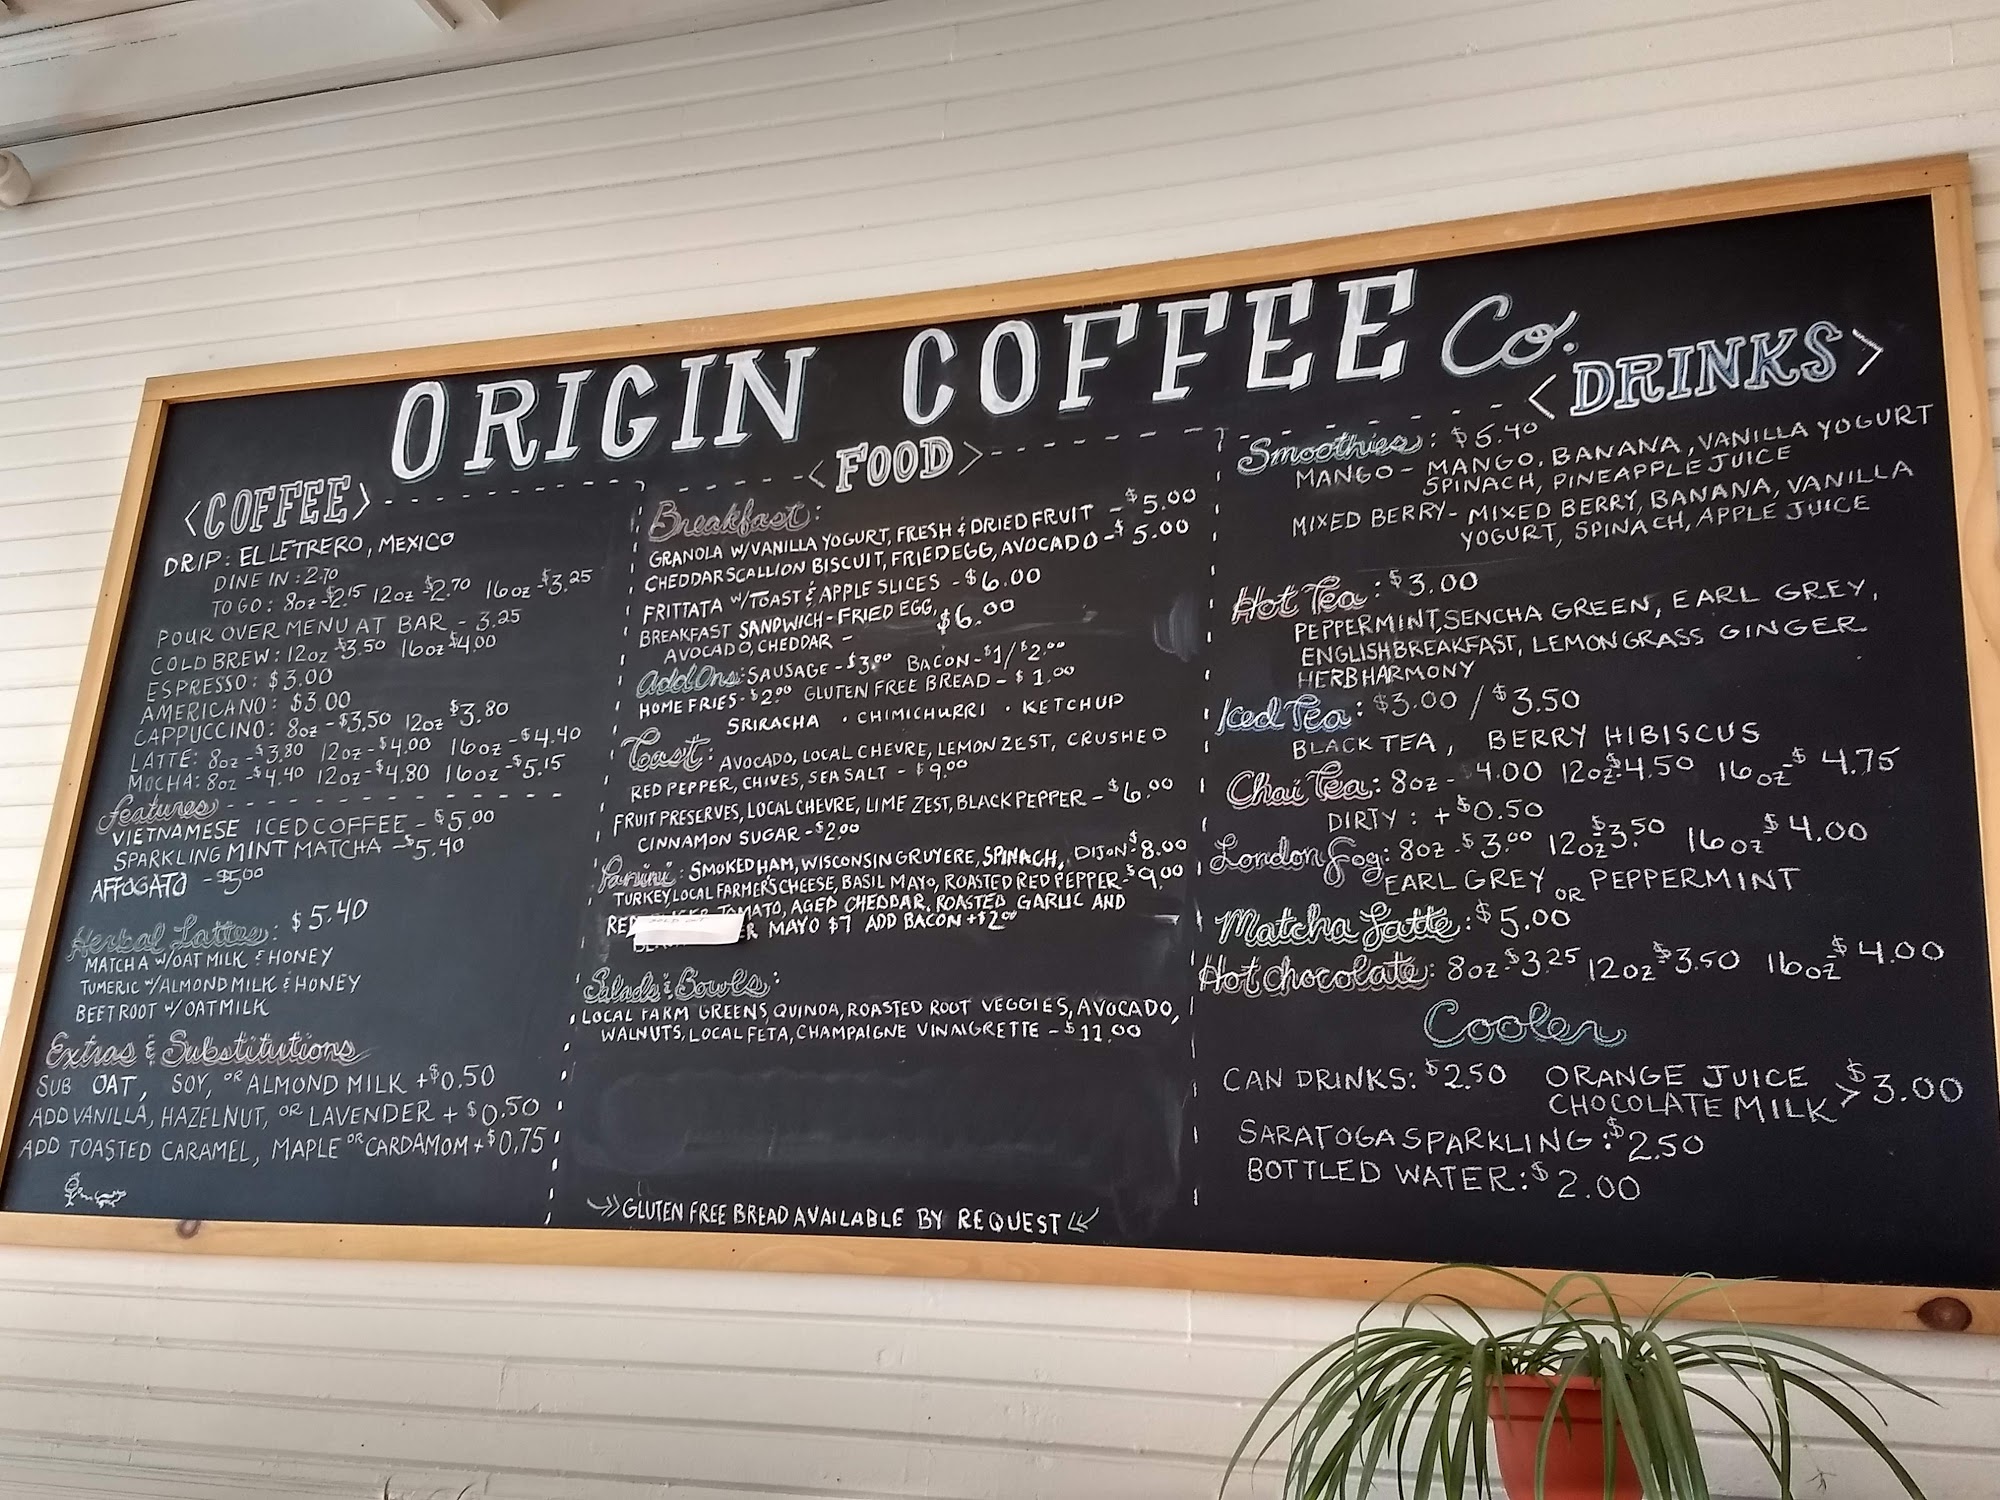 ORIGIN COFFEE Co.
<COFFEE>
DRIP: EL LETRERO, MEXICO
DINE IN: 2.70
TO GO: 8oz -$2.15 12oz -$2.70 16oz -$3.25
POUR OVER MENU AT BAR - 3.25
COLD BREW: 12oz $3.50 16oz $4.00
ESPRESSO: $3.00
AMERICANO: $3.00
CAPPUCCINO: 8oz - $3.50 12oz $3.80
LATTE: 8oz - $3.80 12oz - $4.00 16oz - $4.40
MOCHA: 8oz - $4.40 12oz - $4.80 16oz - $5.15
Features
VIETNAMESE ICED COFFEE - $5.00
SPARKLING MINT MATCHA - $5.40
AFFOGATO - $5.00
Herbal Lattes: $5.40
MATCHA W/OAT MILK & HONEY
TUMERIC W/ALMOND MILK & HONEY
BEETROOT W/ OATMILK
Extras & Substitutions
SUB OAT, SOY, OR ALMOND MILK +$0.50
ADD VANILLA, HAZELNUT, OR LAVENDER + $0.50
ADD TOASTED CARAMEL, MAPLE OR CARDAMOM +$0.75
<FOOD>
Breakfast:
GRANOLA W/VANILLA YOGURT, FRESH & DRIED FRUIT - $5.00
CHEDDAR SCALLION BISCUIT, FRIED EGG, AVOCADO - $5.00
FRITTATA W/TOAST & APPLE SLICES - $6.00
BREAKFAST SANDWICH - FRIED EGG,
AVOCADO, CHEDDAR - $6.00
Add Ons: SAUSAGE - $3.00 BACON - $1/$2.00
HOME FRIES - $2.00 GLUTEN FREE BREAD - $1.00
SRIRACHA · CHIMICHURRI · KETCHUP
Toast: AVOCADO, LOCAL CHEVRE, LEMON ZEST, CRUSHED
RED PEPPER, CHIVES, SEA SALT - $9.00
FRUIT PRESERVES, LOCAL CHEVRE, LIME ZEST, BLACK PEPPER - $6.00
CINNAMON SUGAR - $2.00
Panini: SMOKED HAM, WISCONSIN GRUYERE, SPINACH, DIJON $8.00
TURKEY, LOCAL FARMER'S CHEESE, BASIL MAYO, ROASTED RED PEPPER - $9.00
TOMATO, AGED CHEDDAR, ROASTED GARLIC AND
MAYO $7 ADD BACON +$2.00
Salads & Bowls:
LOCAL FARM GREENS, QUINOA, ROASTED ROOT VEGGIES, AVOCADO,
WALNUTS, LOCAL FETA, CHAMPAIGNE VINAIGRETTE - $11.00
GLUTEN FREE BREAD AVAILABLE BY REQUEST
<DRINKS>
Smoothies: $5.40
MANGO - MANGO, BANANA, VANILLA YOGURT
SPINACH, PINEAPPLE JUICE
MIXED BERRY - MIXED BERRY, BANANA, VANILLA
YOGURT, SPINACH, APPLE JUICE
Hot Tea: $3.00
PEPPERMINT, SENCHA GREEN, EARL GREY,
ENGLISH BREAKFAST, LEMONGRASS GINGER
HERB HARMONY
Iced Tea: $3.00 / $3.50
BLACK TEA, BERRY HIBISCUS
Chai Tea: 8oz - $4.00 12oz $4.50 16oz - $4.75
DIRTY: +$0.50
London Fog: 8oz - $3.00 12oz $3.50 16oz $4.00
EARL GREY OR PEPPERMINT
Matcha Latte: $5.00
Hot chocolate: 8oz - $3.25 12oz - $3.50 16oz $4.00
Cooler
CAN DRINKS: $2.50
ORANGE JUICE
CHOCOLATE MILK > $3.00
SARATOGA SPARKLING: $2.50
BOTTLED WATER: $2.00